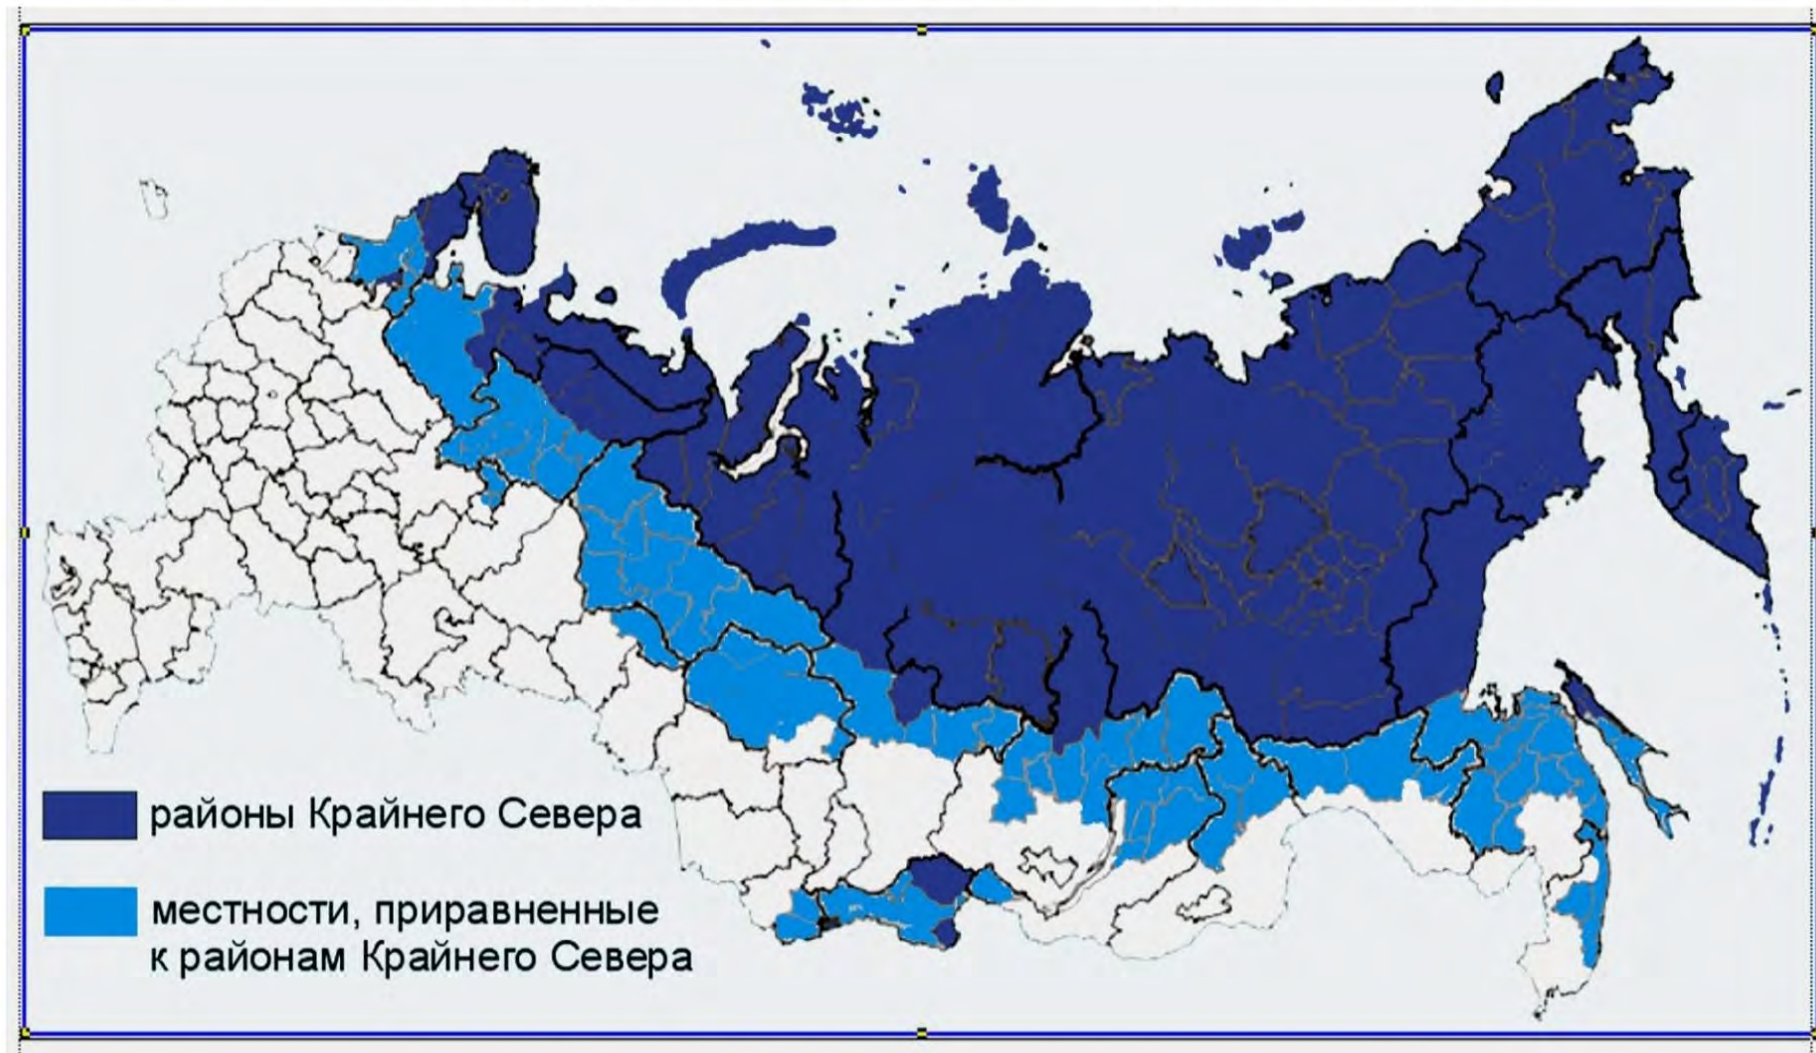 районы Крайнего Севера
местности, приравненные
к районам Крайнего Севера